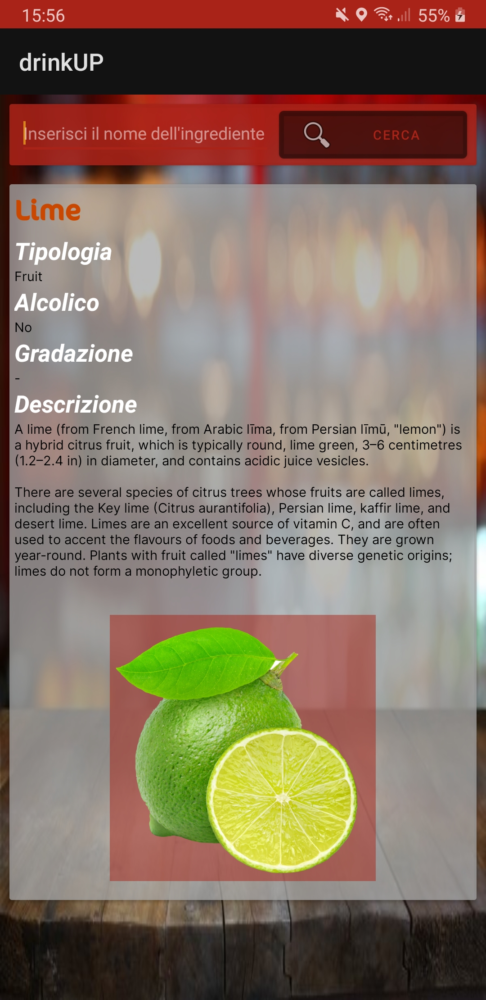 15:56
55%
drinkUP
Inserisci il nome dell'ingrediente
CERCA
Lime
Tipologia
Fruit
Alcolico
No
Gradazione
-
Descrizione
A lime (from French lime, from Arabic līma, from Persian līmū, "lemon") is
a hybrid citrus fruit, which is typically round, lime green, 3–6 centimetres
(1.2–2.4 in) in diameter, and contains acidic juice vesicles.
There are several species of citrus trees whose fruits are called limes,
including the Key lime (Citrus aurantifolia), Persian lime, kaffir lime, and
desert lime. Limes are an excellent source of vitamin C, and are often
used to accent the flavours of foods and beverages. They are grown
year-round. Plants with fruit called "limes" have diverse genetic origins;
limes do not form a monophyletic group.